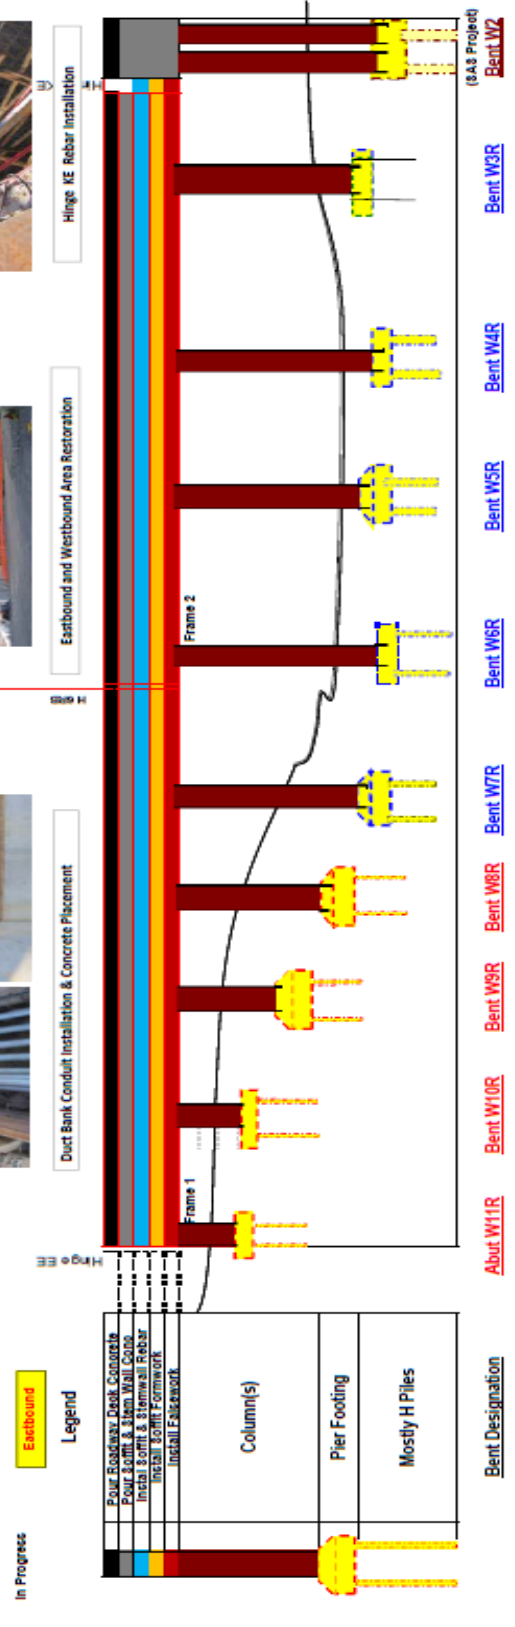 In Progress
Eastbound
Legend
Duct Bank Conduit Installation & Concrete Placement
Eastbound and Westbound Area Restoration
Hinge KE Rebar Installation
Pour Roadway Deck Concrete
Pour Soffit & Stem Wall Conc
Instal Soffit & Stemwall Rebar
Install Soffit Formwork
Install Falsework
Column(s)
Pier Footing
Mostly H Piles
Hinge EE
Frame 1
Frame 2
Bent Designation
Abut W11R
Bent W10R
Bent W9R
Bent W8R
Bent W7R
Bent W6R
Bent W5R
Bent W4R
Bent W3R
(SAS Project)
Bent W2